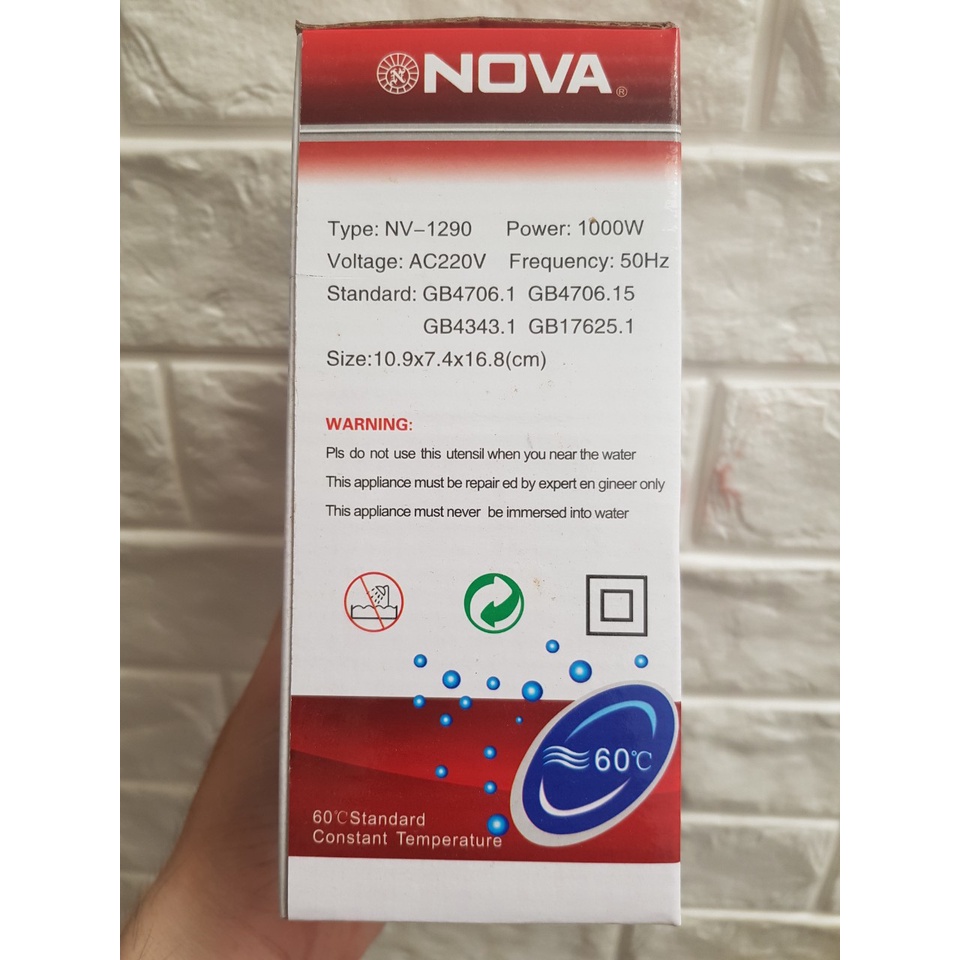 NOVA®
Type: NV-1290 Power: 1000W
Voltage: AC220V Frequency: 50Hz
Standard: GB4706.1 GB4706.15
GB4343.1 GB17625.1
Size:10.9x7.4x16.8(cm)
WARNING:
Pls do not use this utensil when you near the water
This appliance must be repair ed by expert en gineer only
This appliance must never be immersed into water
60℃
60℃Standard
Constant Temperature